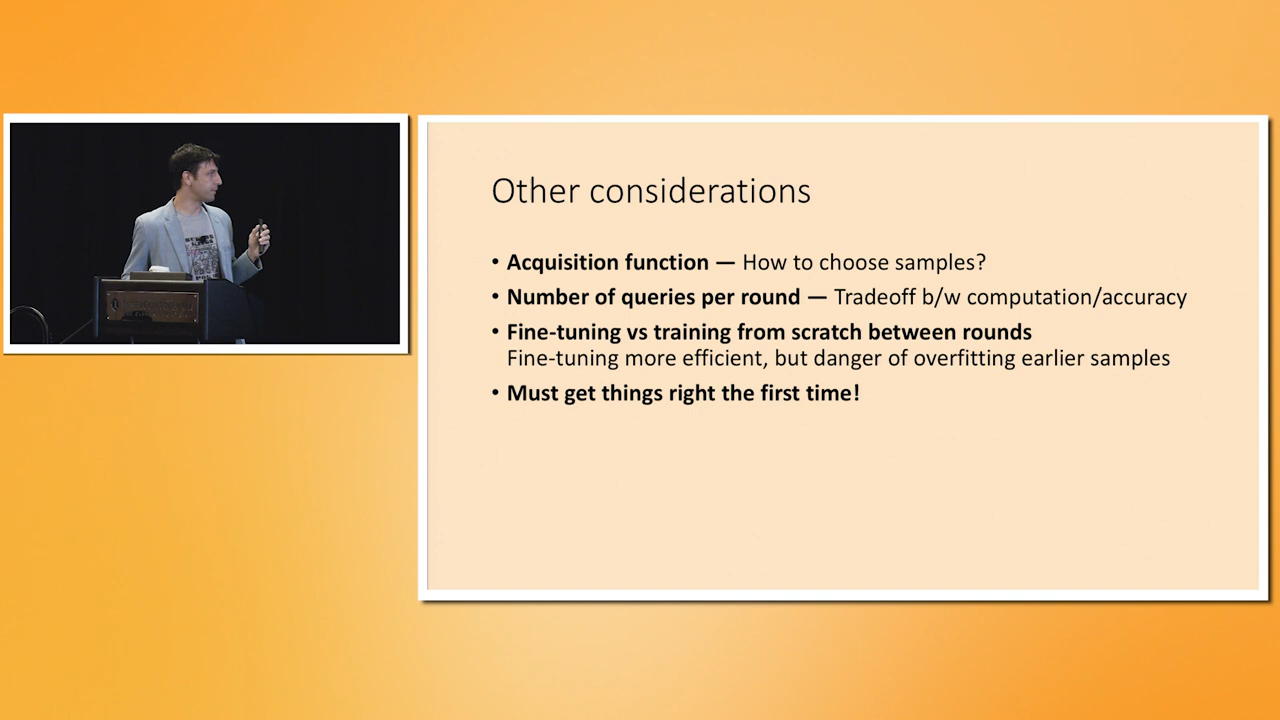 Other considerations
• Acquisition function — How to choose samples?
• Number of queries per round — Tradeoff b/w computation/accuracy
• Fine-tuning vs training from scratch between rounds
Fine-tuning more efficient, but danger of overfitting earlier samples
• Must get things right the first time!